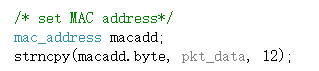 /* set MAC address*/
mac_address macadd;
strncpy(macadd.byte, pkt_data, 12);